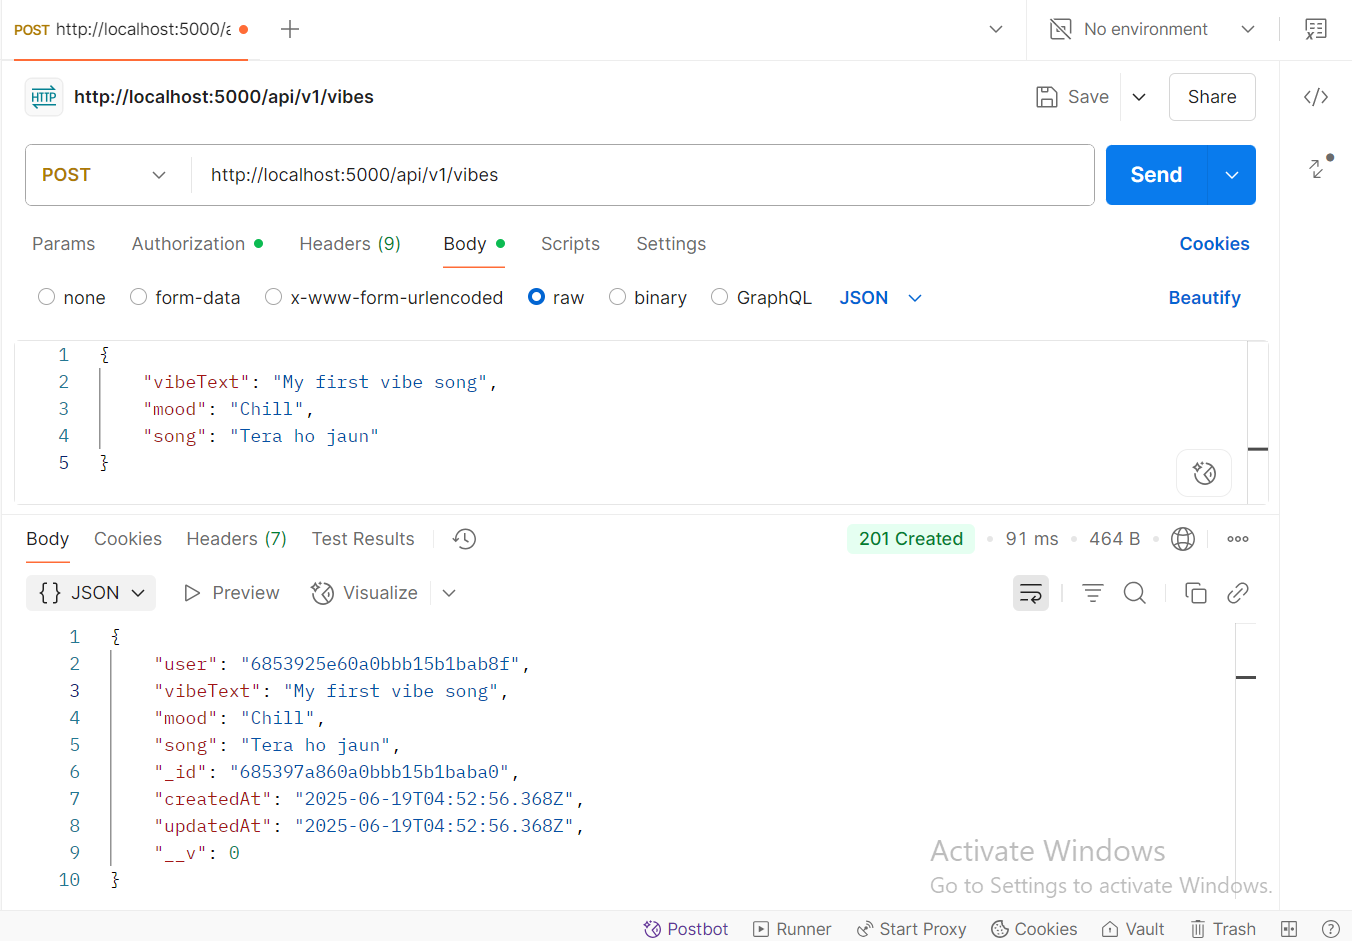 POST http://localhost:5000/a
No environment
HTTP http://localhost:5000/api/v1/vibes
Save
Share
POST http://localhost:5000/api/v1/vibes
Send
Params Authorization Headers (9) Body Scripts Settings Cookies
none form-data x-www-form-urlencoded raw binary GraphQL JSON Beautify
1 {
2 "vibeText": "My first vibe song",
3 "mood": "Chill",
4 "song": "Tera ho jaun"
5 }
Body Cookies Headers (7) Test Results 201 Created 91 ms 464 B
{} JSON Preview Visualize
1 {
2 "user": "6853925e60a0bbb15b1bab8f",
3 "vibeText": "My first vibe song",
4 "mood": "Chill",
5 "song": "Tera ho jaun",
6 "_id": "685397a860a0bbb15b1baba0",
7 "createdAt": "2025-06-19T04:52:56.368Z",
8 "updatedAt": "2025-06-19T04:52:56.368Z",
9 "__v": 0
10 }
Activate Windows
Go to Settings to activate Windows.
Postbot Runner Start Proxy Cookies Vault Trash